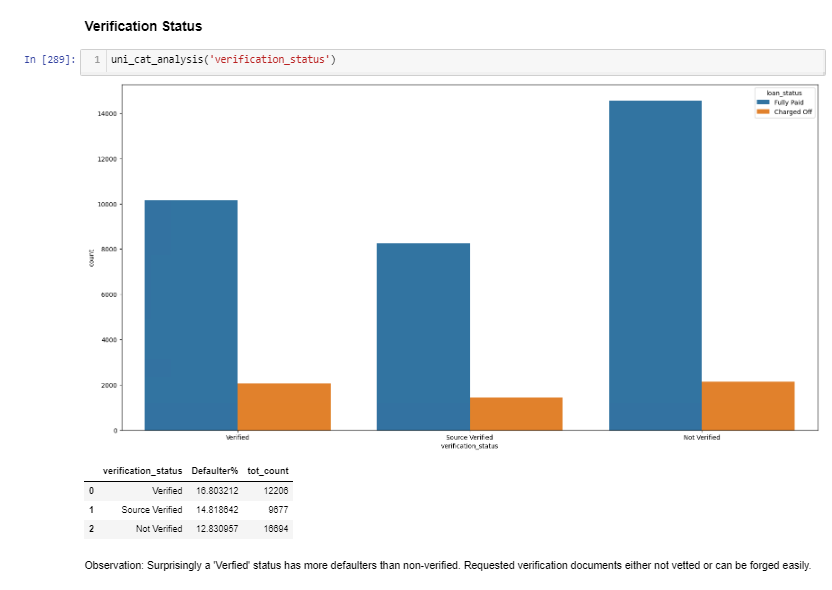 Verification Status
In [289]: 1 uni_cat_analysis('verification_status')
loan_status
Fully Paid
Charged Off
14000
12000
10000
8000
6000
4000
2000
0
count
Verified Source Verified Not Verified
verification_status
verification_status Defaulter% tot_count
0 Verified 16.803212 12206
1 Source Verified 14.818642 9677
2 Not Verified 12.830957 16694
Observation: Surprisingly a 'Verfied' status has more defaulters than non-verified. Requested verification documents either not vetted or can be forged easily.